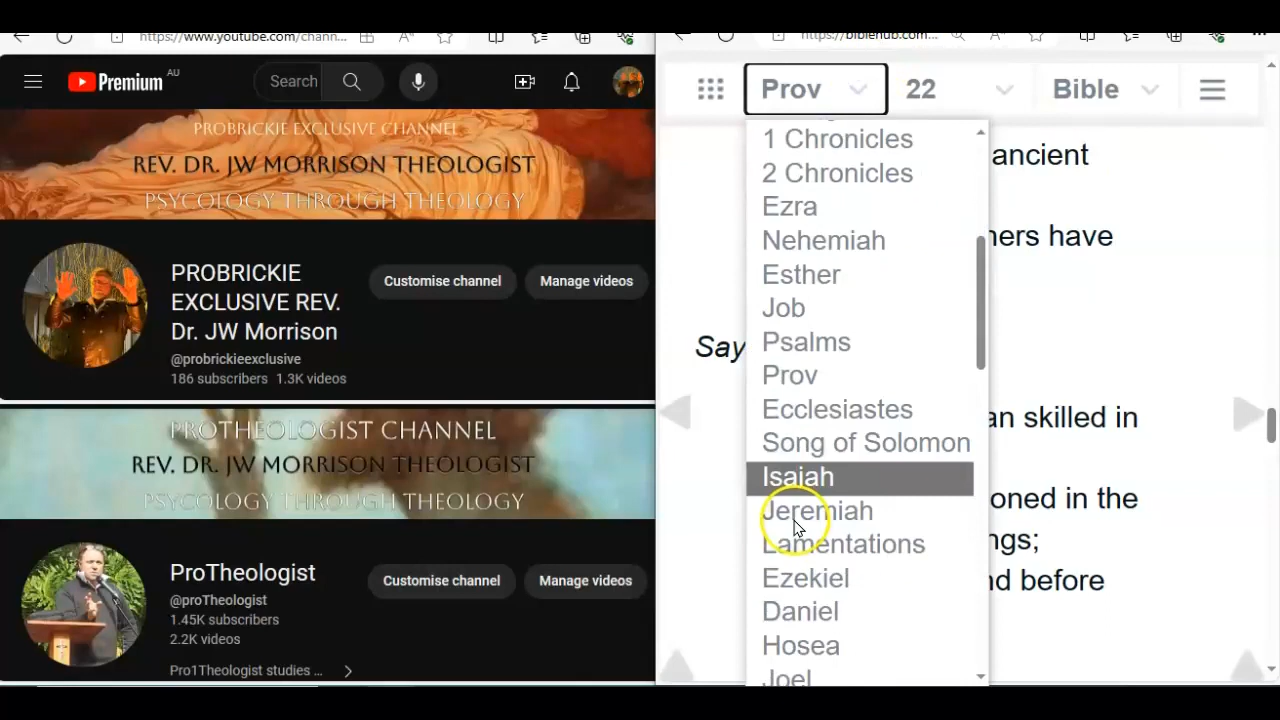 https://www.youtube.com/chann...
AU
Premium
Search
PROBRICKIE EXCLUSIVE CHANNEL
REV. DR. JW MORRISON THEOLOGIST
PSYCOLOGY THROUGH THEOLOGY
PROBRICKIE
EXCLUSIVE REV.
Dr. JW Morrison
@probrickieexclusive
186 subscribers 1.3K videos
Customise channel
Manage videos
PROTHEOLOGIST CHANNEL
REV. DR. JW MORRISON THEOLOGIST
PSYCOLOGY THROUGH THEOLOGY
ProTheologist
@proTheologist
1.45K subscribers
2.2K videos
Pro1Theologist studies ...
Customise channel
Manage videos
https://biblehub.com...
Prov
22
Bible
1 Chronicles
2 Chronicles
Ezra
Nehemiah
Esther
Job
Psalms
Prov
Ecclesiastes
Song of Solomon
Isaiah
Jeremiah
Lamentations
Ezekiel
Daniel
Hosea
Joel
ancient
hers have
Say
an skilled in
oned in the
ngs;
nd before